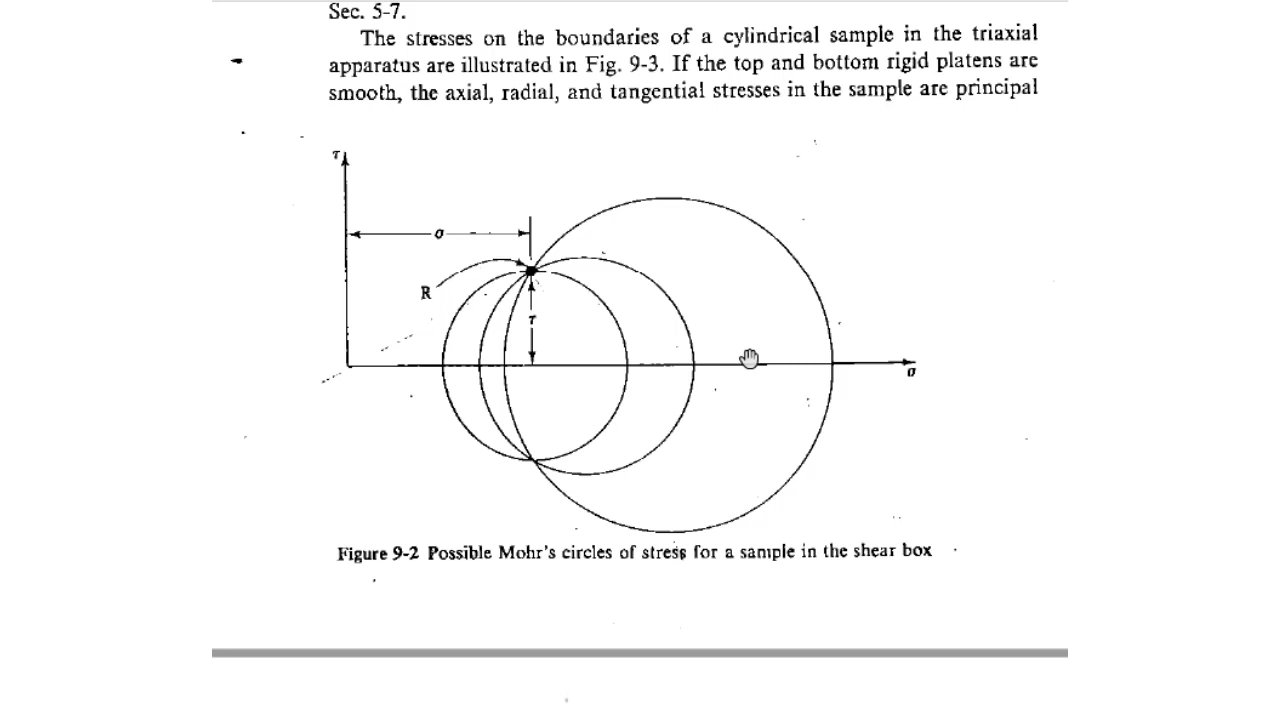 Sec. 5-7.
The stresses on the boundaries of a cylindrical sample in the triaxial
apparatus are illustrated in Fig. 9-3. If the top and bottom rigid platens are
smooth, the axial, radial, and tangential stresses in the sample are principal
τ
σ
R
τ
σ
Figure 9-2 Possible Mohr's circles of stress for a sample in the shear box